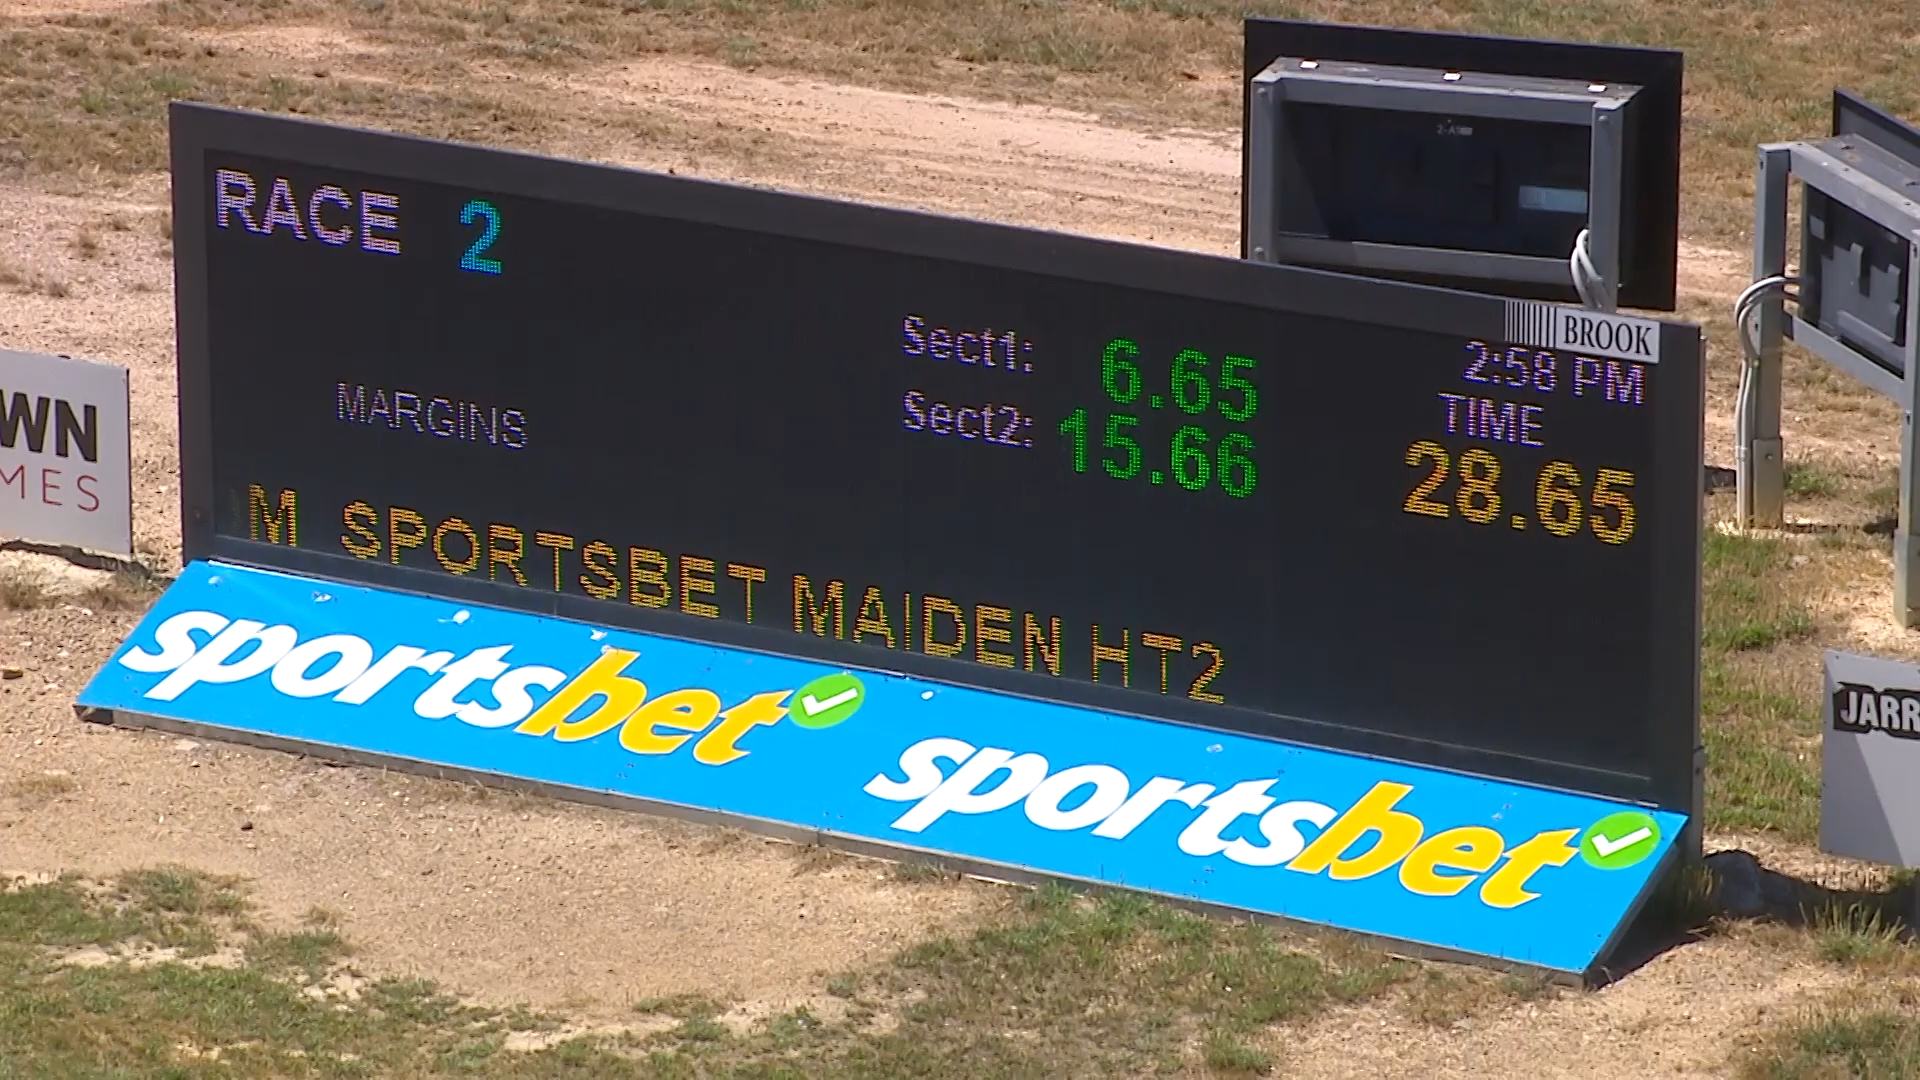 RACE 2
BROOK
2:58 PM
Sect1: 6.65
TIME
MARGINS
Sect2: 15.66
28.65
M SPORTSBET MAIDEN HT2
sportsbet
sportsbet
WN
MES
JARR